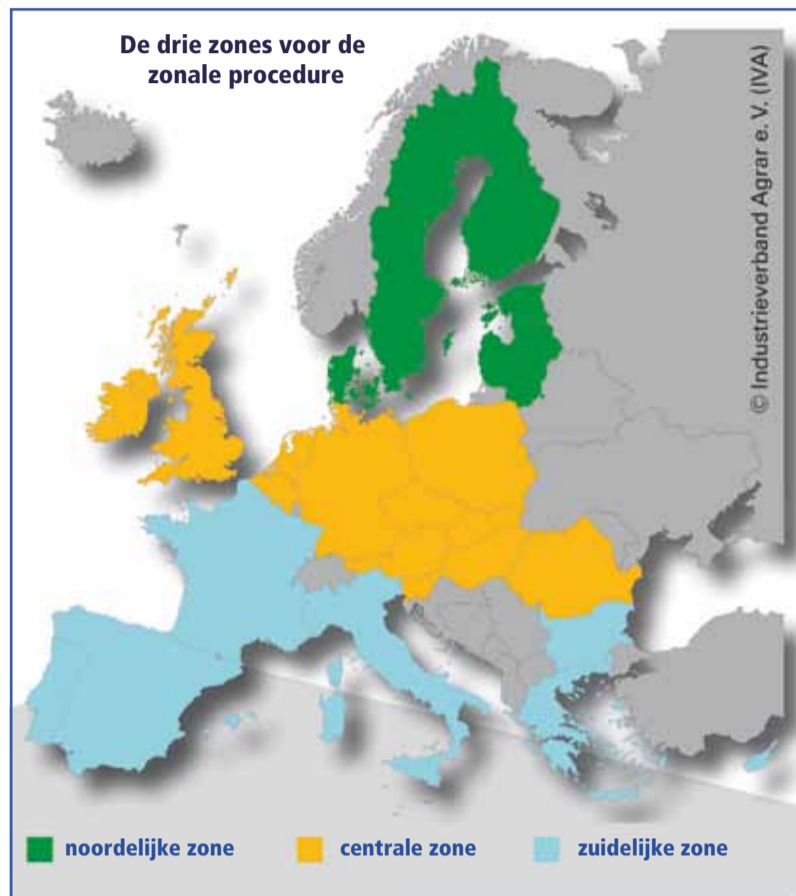 De drie zones voor de
zonale procedure
© Industrieverband Agrar e. V. (IVA)
noordelijke zone
centrale zone
zuidelijke zone